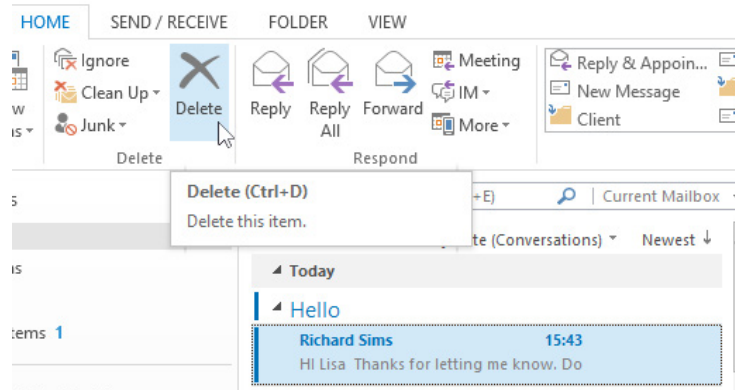 HOME SEND / RECEIVE FOLDER VIEW
Ignore
Clean Up
Junk
Delete
Reply
Reply All
Forward
Meeting
IM
More
Reply & Appoin...
New Message
Client
Delete
Respond
Delete (Ctrl+D)
Delete this item.
+E) Current Mailbox
(Conversations) Newest
Today
Hello
Richard Sims 15:43
HI Lisa Thanks for letting me know. Do
1